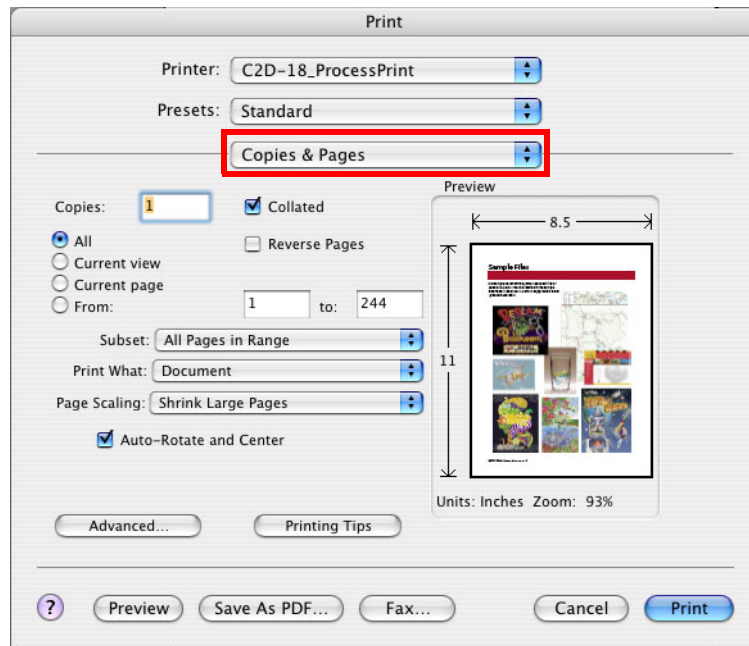 Print
Printer: C2D-18_ProcessPrint
Presets: Standard
Copies & Pages
Copies: 1
Collated
All
Reverse Pages
Current view
Current page
From: 1 to: 244
Subset: All Pages in Range
Print What: Document
Page Scaling: Shrink Large Pages
Auto-Rotate and Center
Advanced...
Printing Tips
Preview
8.5
11
Sample Files
Units: Inches Zoom: 93%
? Preview Save As PDF... Fax... Cancel Print